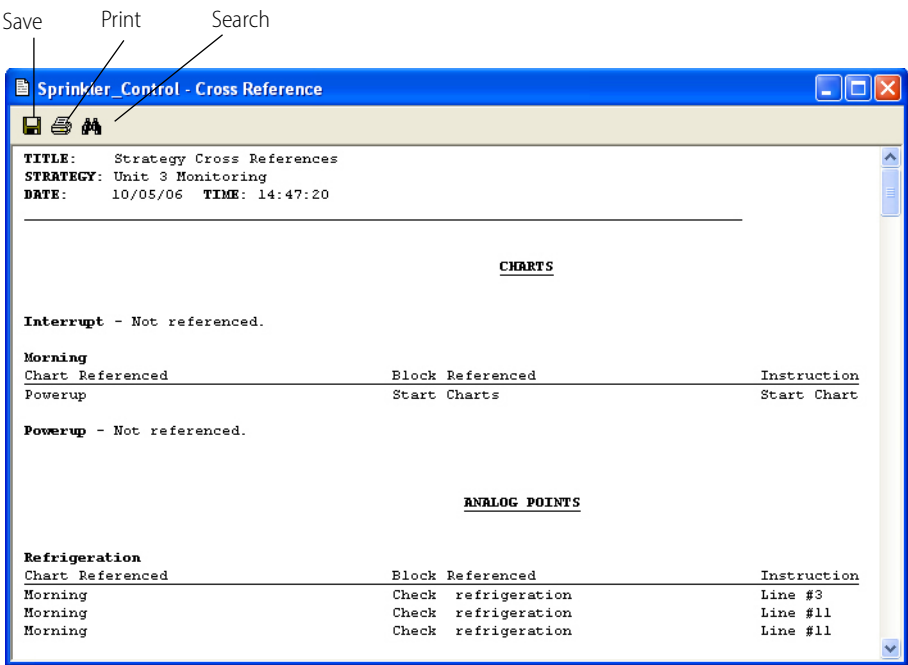 Save Print Search
Sprinkler_Control - Cross Reference
TITLE: Strategy Cross References
STRATEGY: Unit 3 Monitoring
DATE: 10/05/06 TIME: 14:47:20
CHARTS
Interrupt - Not referenced.
Morning
Chart Referenced Block Referenced Instruction
Powerup Start Charts Start Chart
Powerup - Not referenced.
ANALOG POINTS
Refrigeration
Chart Referenced Block Referenced Instruction
Morning Check refrigeration Line #3
Morning Check refrigeration Line #11
Morning Check refrigeration Line #11